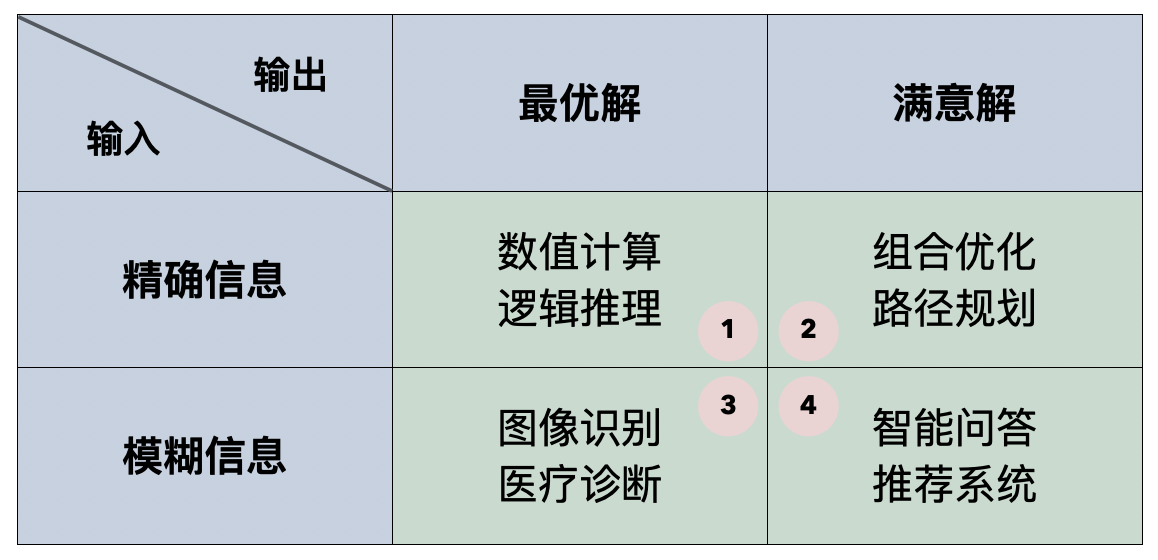 输出
输入
最优解
满意解
精确信息
数值计算
逻辑推理
1
2
组合优化
路径规划
模糊信息
图像识别
医疗诊断
3
4
智能问答
推荐系统